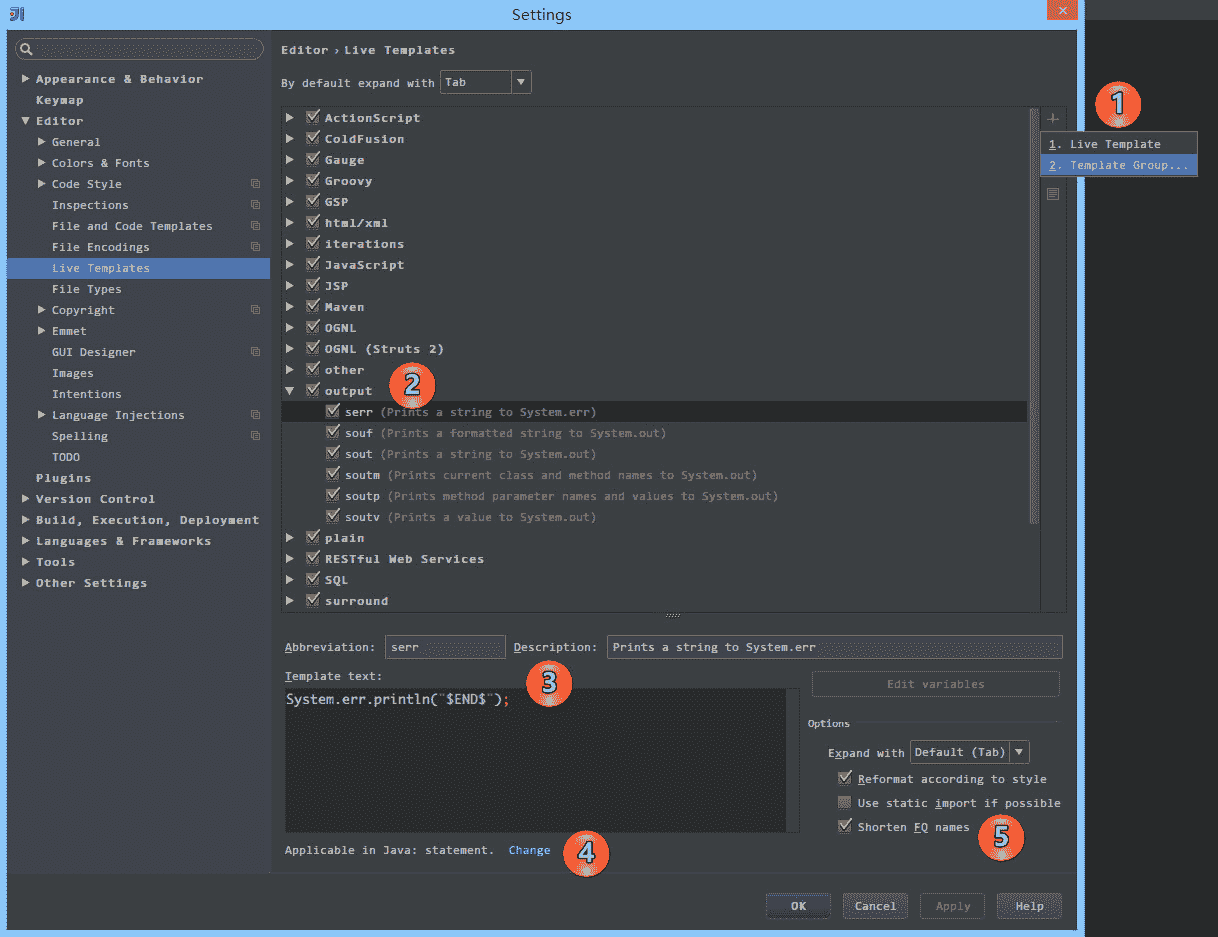 Settings
Editor › Live Templates
By default expand with Tab
Appearance & Behavior
Keymap
Editor
General
Colors & Fonts
Code Style
Inspections
File and Code Templates
File Encodings
Live Templates
File Types
Copyright
Emmet
GUI Designer
Images
Intentions
Language Injections
Spelling
TODO
Plugins
Version Control
Build, Execution, Deployment
Languages & Frameworks
Tools
Other Settings
ActionScript
ColdFusion
Gauge
Groovy
GSP
html/xml
iterations
JavaScript
JSP
Maven
OGNL
OGNL (Struts 2)
other
output
2
serr (Prints a string to System.err)
souf (Prints a formatted string to System.out)
sout (Prints a string to System.out)
soutm (Prints current class and method names to System.out)
soutp (Prints method parameter names and values to System.out)
soutv (Prints a value to System.out)
plain
RESTful Web Services
SQL
surround
1
1. Live Template
2. Template Group...
Abbreviation: serr Description: Prints a string to System.err
Template text:
3
System.err.println("$END$");
Edit variables
Options
Expand with Default (Tab)
Reformat according to style
Use static import if possible
Shorten FQ names
5
Applicable in Java: statement. Change
4
OK Cancel Apply Help